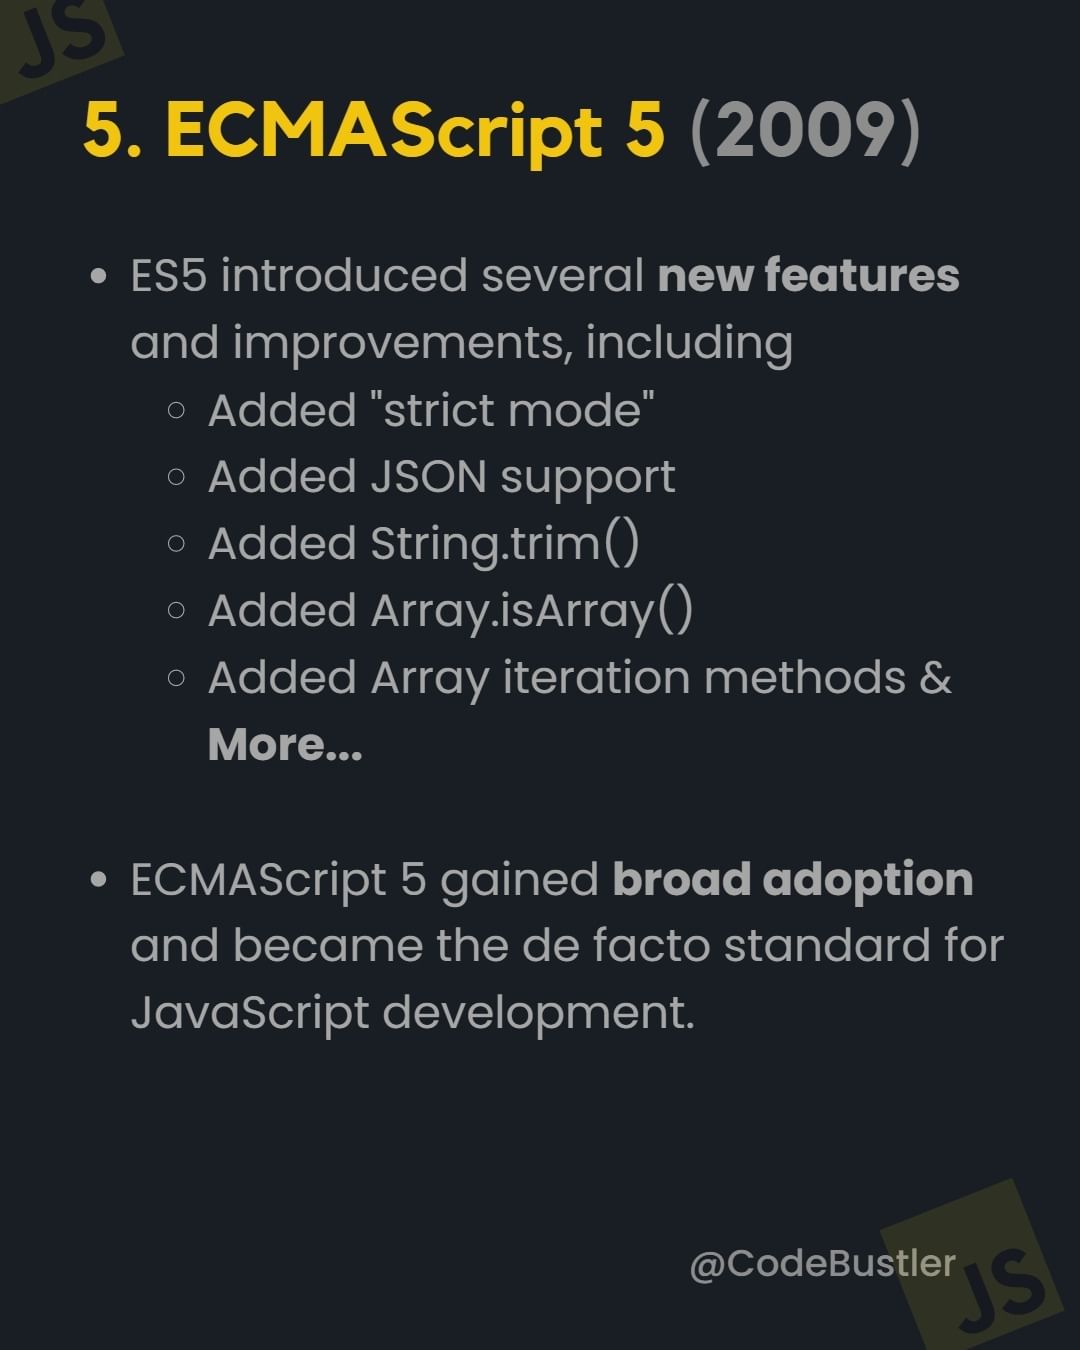 JS
5. ECMAScript 5 (2009)
• ES5 introduced several new features
and improvements, including
○ Added "strict mode"
○ Added JSON support
○ Added String.trim()
○ Added Array.isArray()
○ Added Array iteration methods &
More...
• ECMAScript 5 gained broad adoption
and became the de facto standard for
JavaScript development.
@CodeBustler
JS